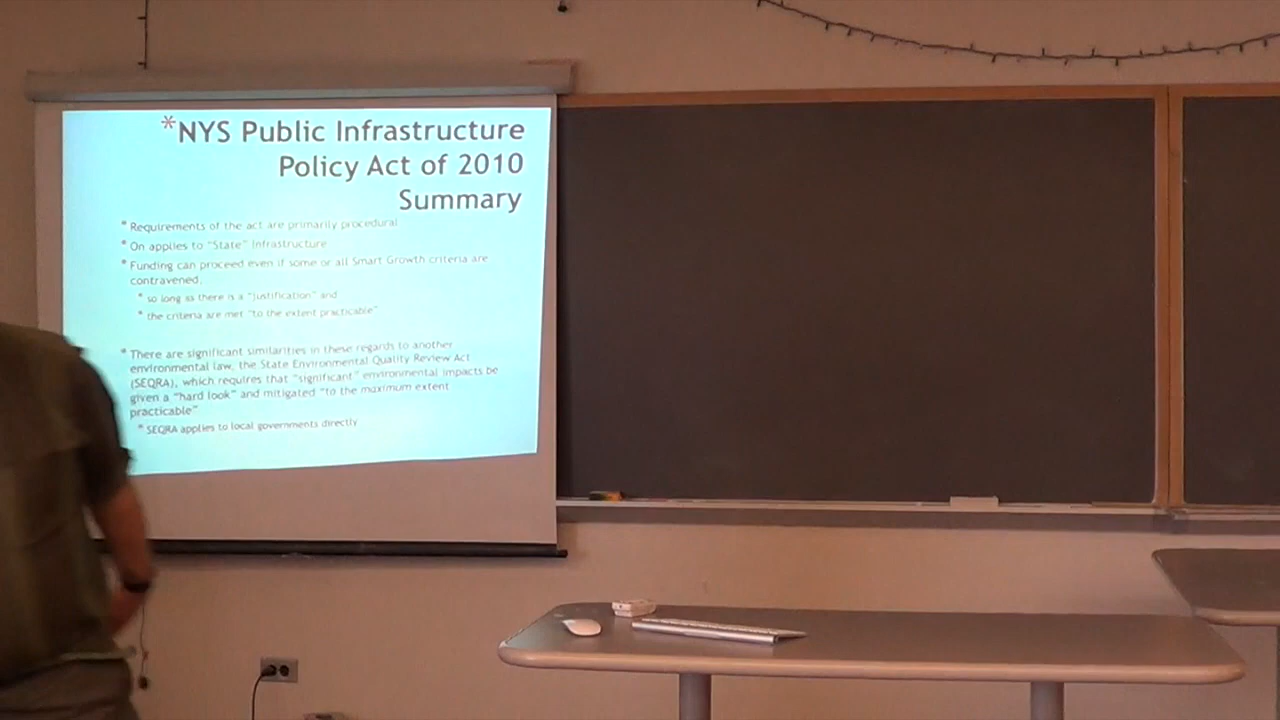 *NYS Public Infrastructure
Policy Act of 2010
Summary
* Requirements of the act are primarily procedural
* On applies to "State" Infrastructure
* Funding can proceed even if some or all Smart Growth criteria are
contravened.
* so long as there is a "justification" and
* the criteria are met "to the extent practicable"
* There are significant similarities in these regards to another
environmental law, the State Environmental Quality Review Act
(SEQRA), which requires that "significant" environmental impacts be
given a "hard look" and mitigated "to the maximum extent
practicable"
* SEQRA applies to local governments directly